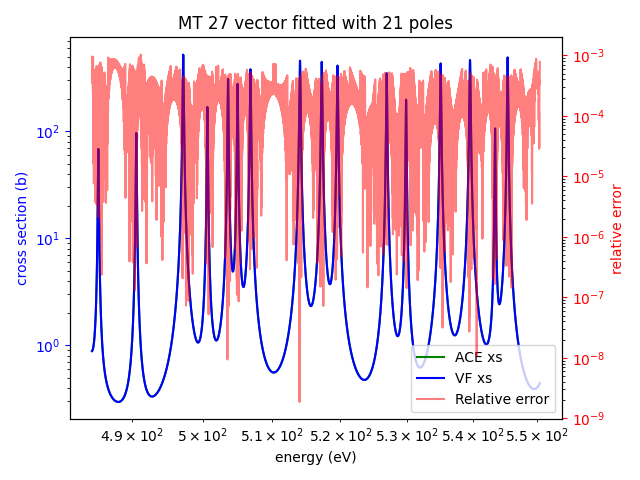 MT 27 vector fitted with 21 poles
cross section (b)
10²
10¹
10⁰
10⁻³
10⁻⁴
10⁻⁵
10⁻⁶
10⁻⁷
10⁻⁸
10⁻⁹
relative error
ACE xs
VF xs
Relative error
4.9 × 10² 5 × 10² 5.1 × 10² 5.2 × 10² 5.3 × 10² 5.4 × 10² 5.5 × 10²
energy (eV)